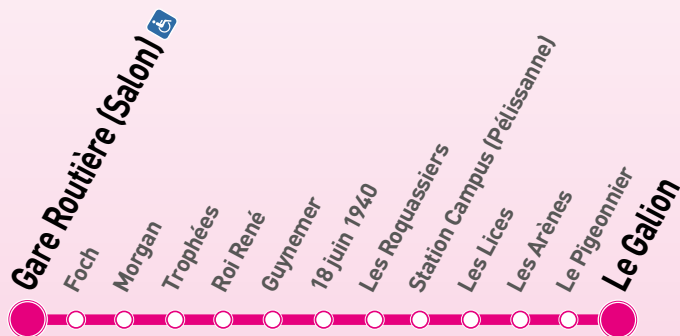 Gare Routière (Salon)
Foch
Morgan
Trophées
Roi René
Guynemer
18 juin 1940
Les Roquassiers
Station Campus (Pélissanne)
Les Lices
Les Arènes
Le Pigeonnier
Le Galion